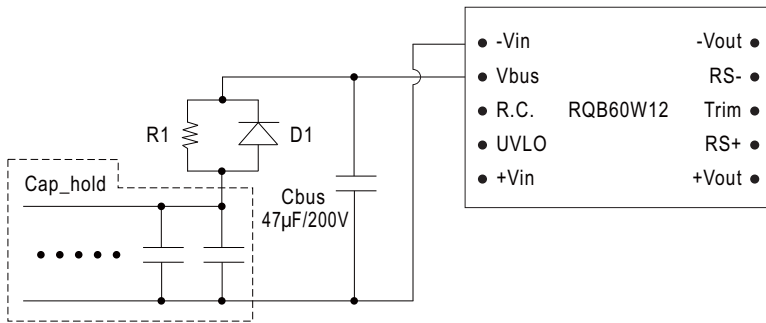 -Vin
-Vout
Vbus
RS-
R.C.
RQB60W12
Trim
UVLO
RS+
+Vin
+Vout
R1
D1
Cap_hold
Cbus
47µF/200V